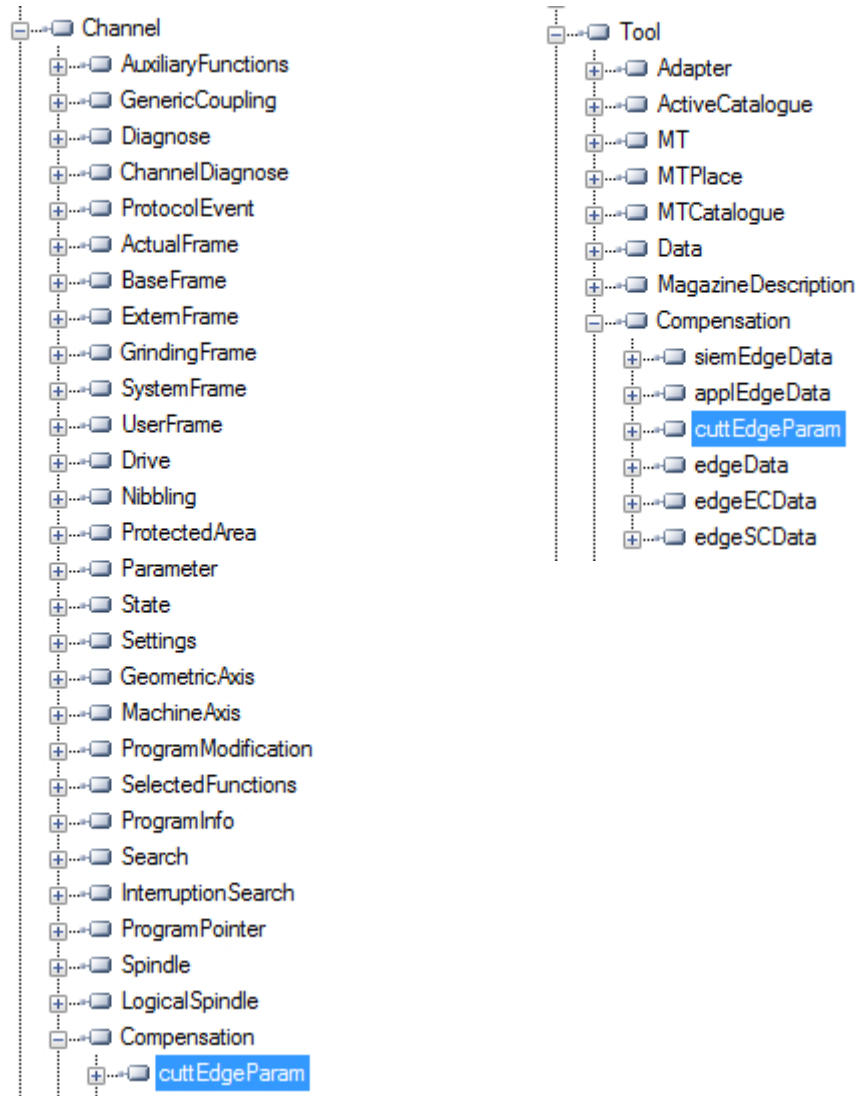 Channel
AuxiliaryFunctions
GenericCoupling
Diagnose
ChannelDiagnose
ProtocolEvent
ActualFrame
BaseFrame
ExternFrame
GrindingFrame
SystemFrame
UserFrame
Drive
Nibbling
ProtectedArea
Parameter
State
Settings
GeometricAxis
MachineAxis
ProgramModification
SelectedFunctions
ProgramInfo
Search
InterruptionSearch
ProgramPointer
Spindle
LogicalSpindle
Compensation
cuttEdgeParam
Tool
Adapter
ActiveCatalogue
MT
MTPlace
MTCatalogue
Data
MagazineDescription
Compensation
siemEdgeData
applEdgeData
cuttEdgeParam
edgeData
edgeECData
edgeSCData